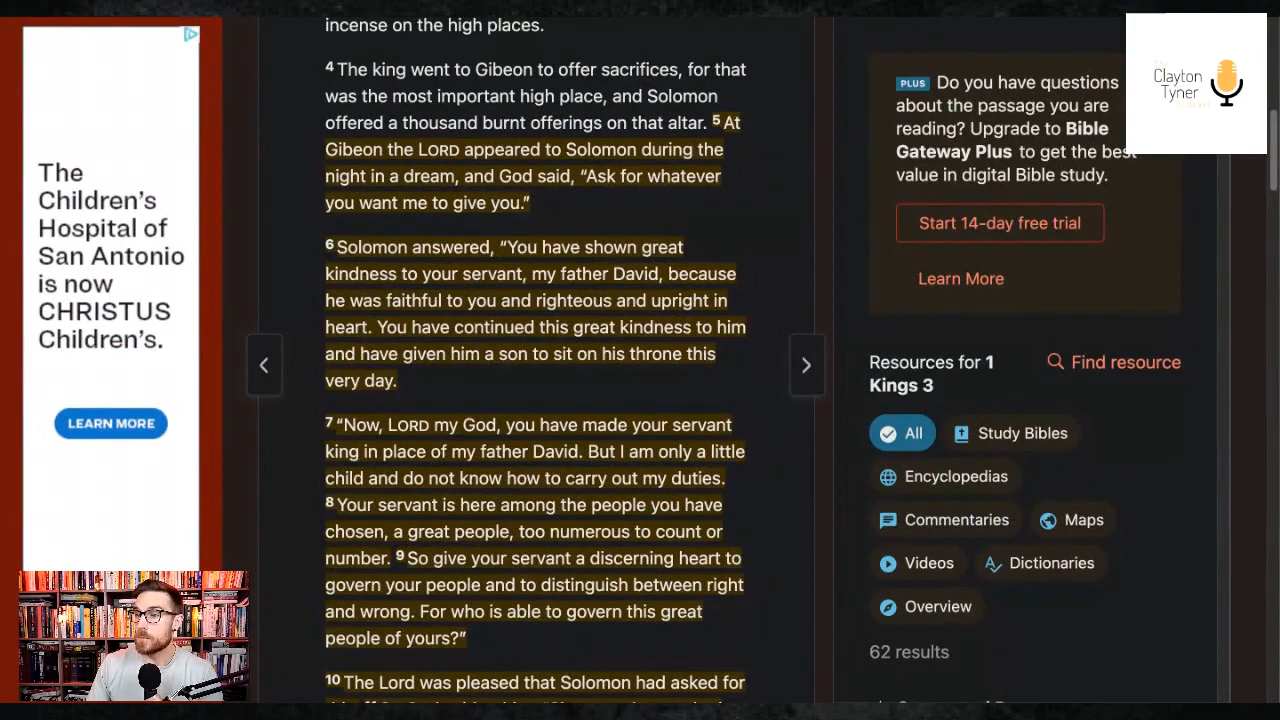 The
Children’s
Hospital of
San Antonio
is now
CHRISTUS
Children’s.
LEARN MORE
incense on the high places.
4 The king went to Gibeon to offer sacrifices, for that
was the most important high place, and Solomon
offered a thousand burnt offerings on that altar. 5 At
Gibeon the LORD appeared to Solomon during the
night in a dream, and God said, “Ask for whatever
you want me to give you.”
6 Solomon answered, “You have shown great
kindness to your servant, my father David, because
he was faithful to you and righteous and upright in
heart. You have continued this great kindness to him
and have given him a son to sit on his throne this
very day.
7 “Now, LORD my God, you have made your servant
king in place of my father David. But I am only a little
child and do not know how to carry out my duties.
8 Your servant is here among the people you have
chosen, a great people, too numerous to count or
number. 9 So give your servant a discerning heart to
govern your people and to distinguish between right
and wrong. For who is able to govern this great
people of yours?”
10 The Lord was pleased that Solomon had asked for
PLUS Do you have questions
about the passage you are
reading? Upgrade to Bible
Gateway Plus to get the best
value in digital Bible study.
Start 14-day free trial
Learn More
Resources for 1
Kings 3
Find resource
All
Study Bibles
Encyclopedias
Commentaries
Maps
Videos
Dictionaries
Overview
62 results
The
Clayton
Tyner